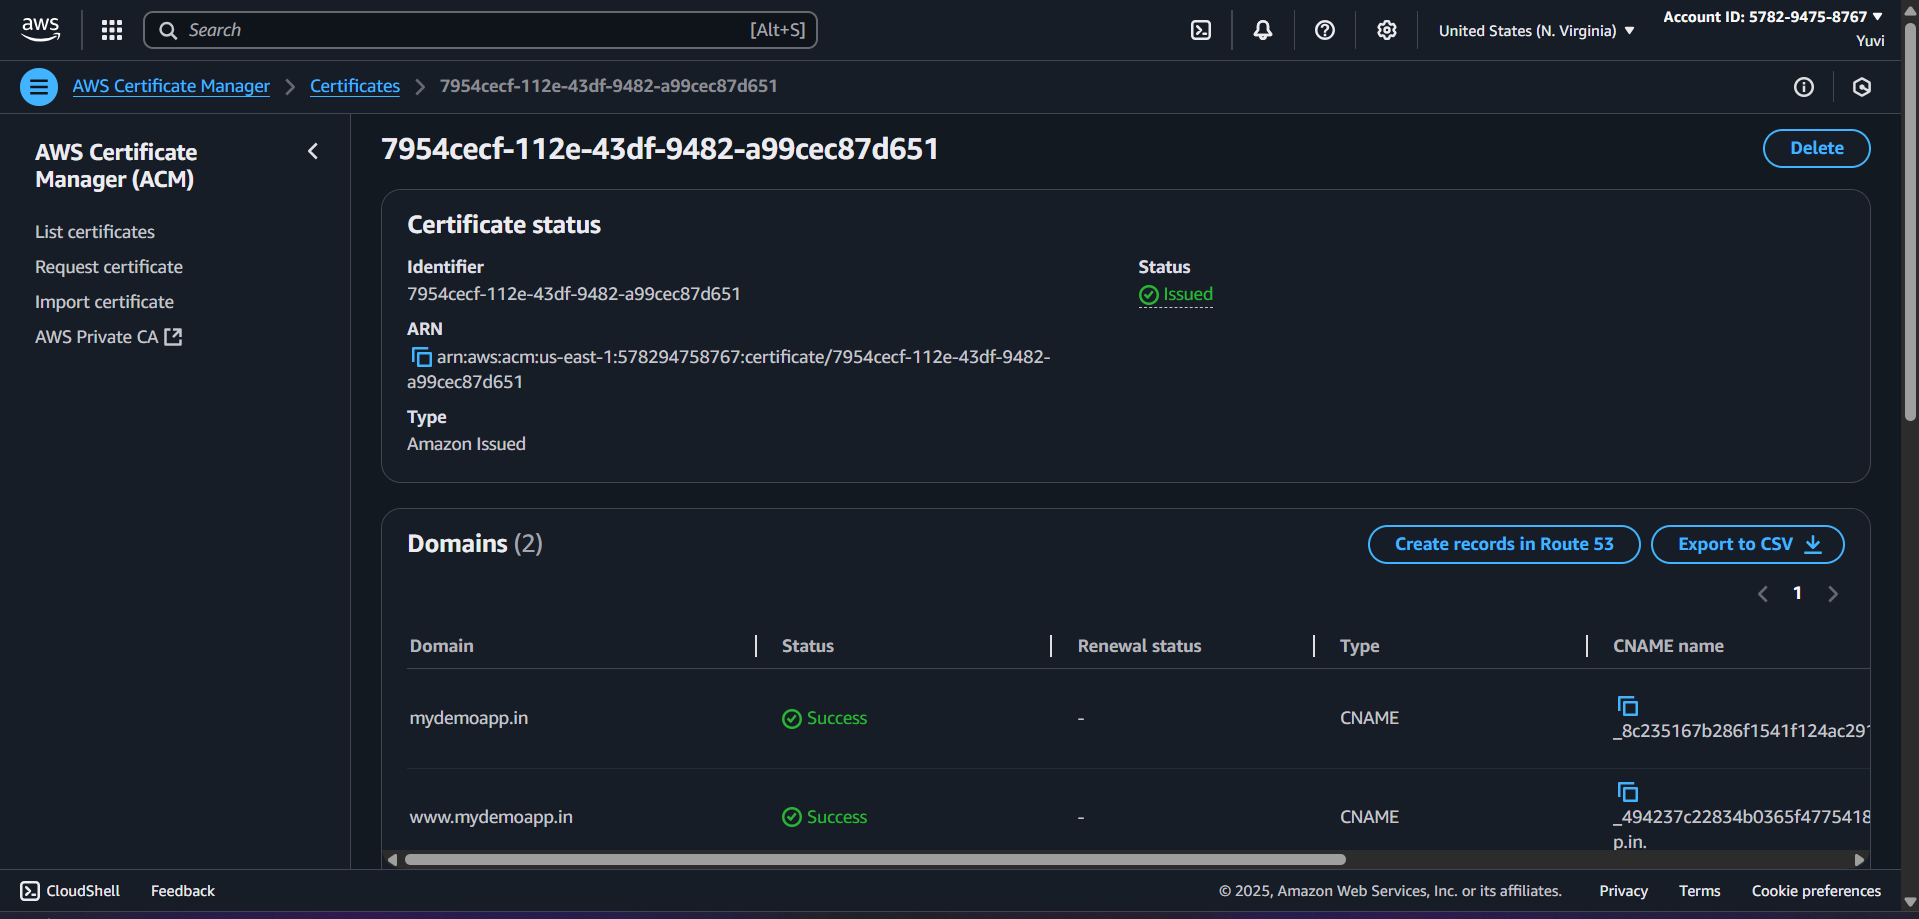 aws
Search
[Alt+S]
United States (N. Virginia)
Account ID: 5782-9475-8767
Yuvi
AWS Certificate Manager
Certificates
7954cecf-112e-43df-9482-a99cec87d651
AWS Certificate
Manager (ACM)
List certificates
Request certificate
Import certificate
AWS Private CA
7954cecf-112e-43df-9482-a99cec87d651
Delete
Certificate status
Identifier
7954cecf-112e-43df-9482-a99cec87d651
Status
Issued
ARN
arn:aws:acm:us-east-1:578294758767:certificate/7954cecf-112e-43df-9482-
a99cec87d651
Type
Amazon Issued
Domains (2)
Create records in Route 53
Export to CSV
1
Domain
Status
Renewal status
Type
CNAME name
mydemoapp.in
Success
-
CNAME
_8c235167b286f1541f124ac291
www.mydemoapp.in
Success
-
CNAME
_494237c22834b0365f4775418
p.in.
CloudShell
Feedback
© 2025, Amazon Web Services, Inc. or its affiliates.
Privacy
Terms
Cookie preferences